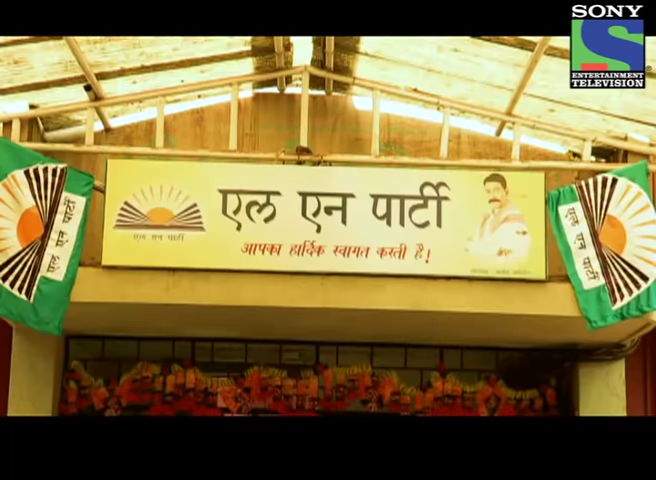 SONY
ENTERTAINMENT
TELEVISION
एल एन पार्टी
एल एन पार्टी
आपका हार्दिक स्वागत करती है!
एल एन पार्टी
एल एन पार्टी